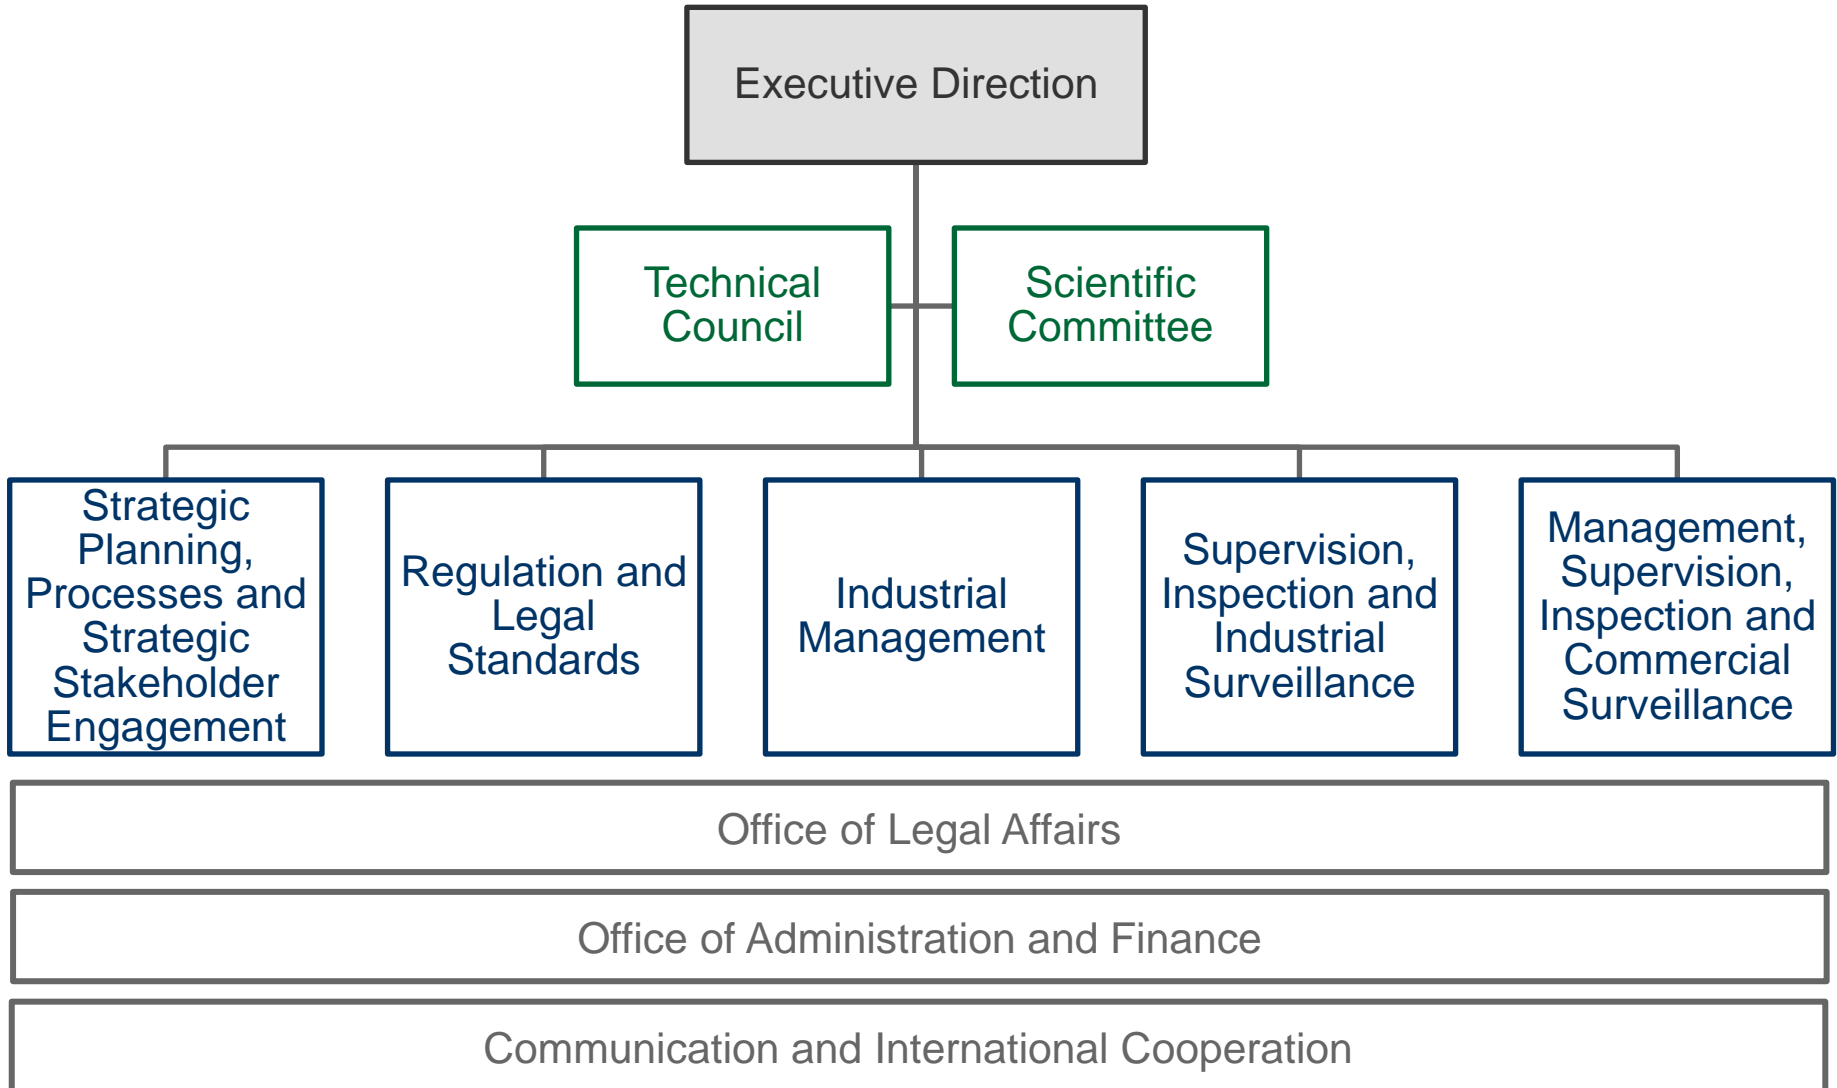 Executive Direction
Technical
Council
Scientific
Committee
Strategic
Planning,
Processes and
Strategic
Stakeholder
Engagement
Regulation and
Legal
Standards
Industrial
Management
Supervision,
Inspection and
Industrial
Surveillance
Management,
Supervision,
Inspection and
Commercial
Surveillance
Office of Legal Affairs
Office of Administration and Finance
Communication and International Cooperation